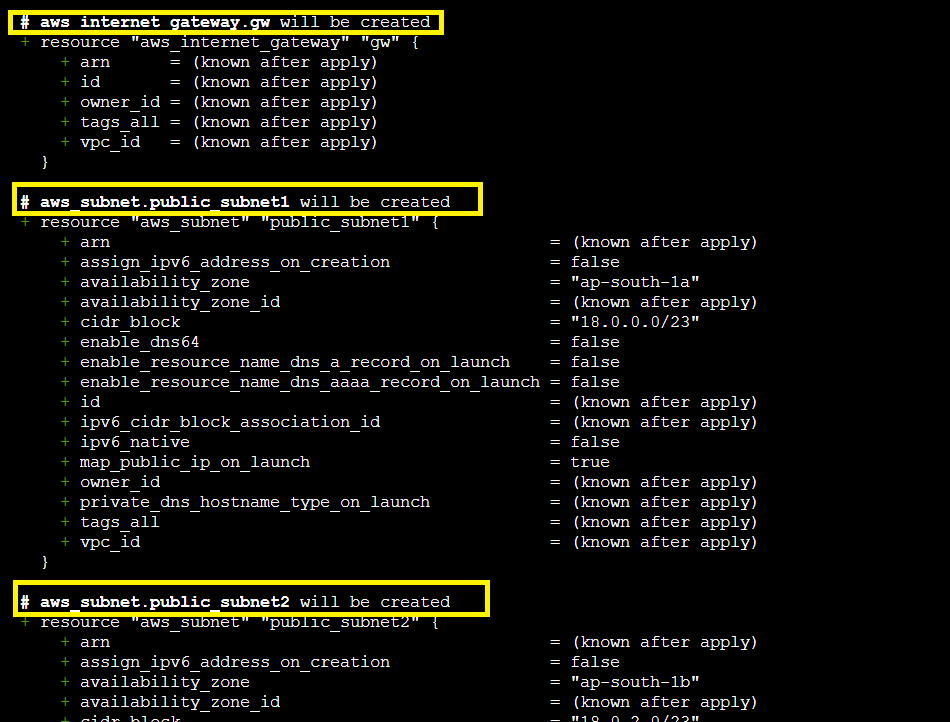 # aws_internet_gateway.gw will be created
+ resource "aws_internet_gateway" "gw" {
+ arn = (known after apply)
+ id = (known after apply)
+ owner_id = (known after apply)
+ tags_all = (known after apply)
+ vpc_id = (known after apply)
}
# aws_subnet.public_subnet1 will be created
+ resource "aws_subnet" "public_subnet1" {
+ arn = (known after apply)
+ assign_ipv6_address_on_creation = false
+ availability_zone = "ap-south-1a"
+ availability_zone_id = (known after apply)
+ cidr_block = "18.0.0.0/23"
+ enable_dns64 = false
+ enable_resource_name_dns_a_record_on_launch = false
+ enable_resource_name_dns_aaaa_record_on_launch = false
+ id = (known after apply)
+ ipv6_cidr_block_association_id = (known after apply)
+ ipv6_native = false
+ map_public_ip_on_launch = true
+ owner_id = (known after apply)
+ private_dns_hostname_type_on_launch = (known after apply)
+ tags_all = (known after apply)
+ vpc_id = (known after apply)
}
# aws_subnet.public_subnet2 will be created
+ resource "aws_subnet" "public_subnet2" {
+ arn = (known after apply)
+ assign_ipv6_address_on_creation = false
+ availability_zone = "ap-south-1b"
+ availability_zone_id = (known after apply)
+ cidr_block = "18.0.2.0/23"